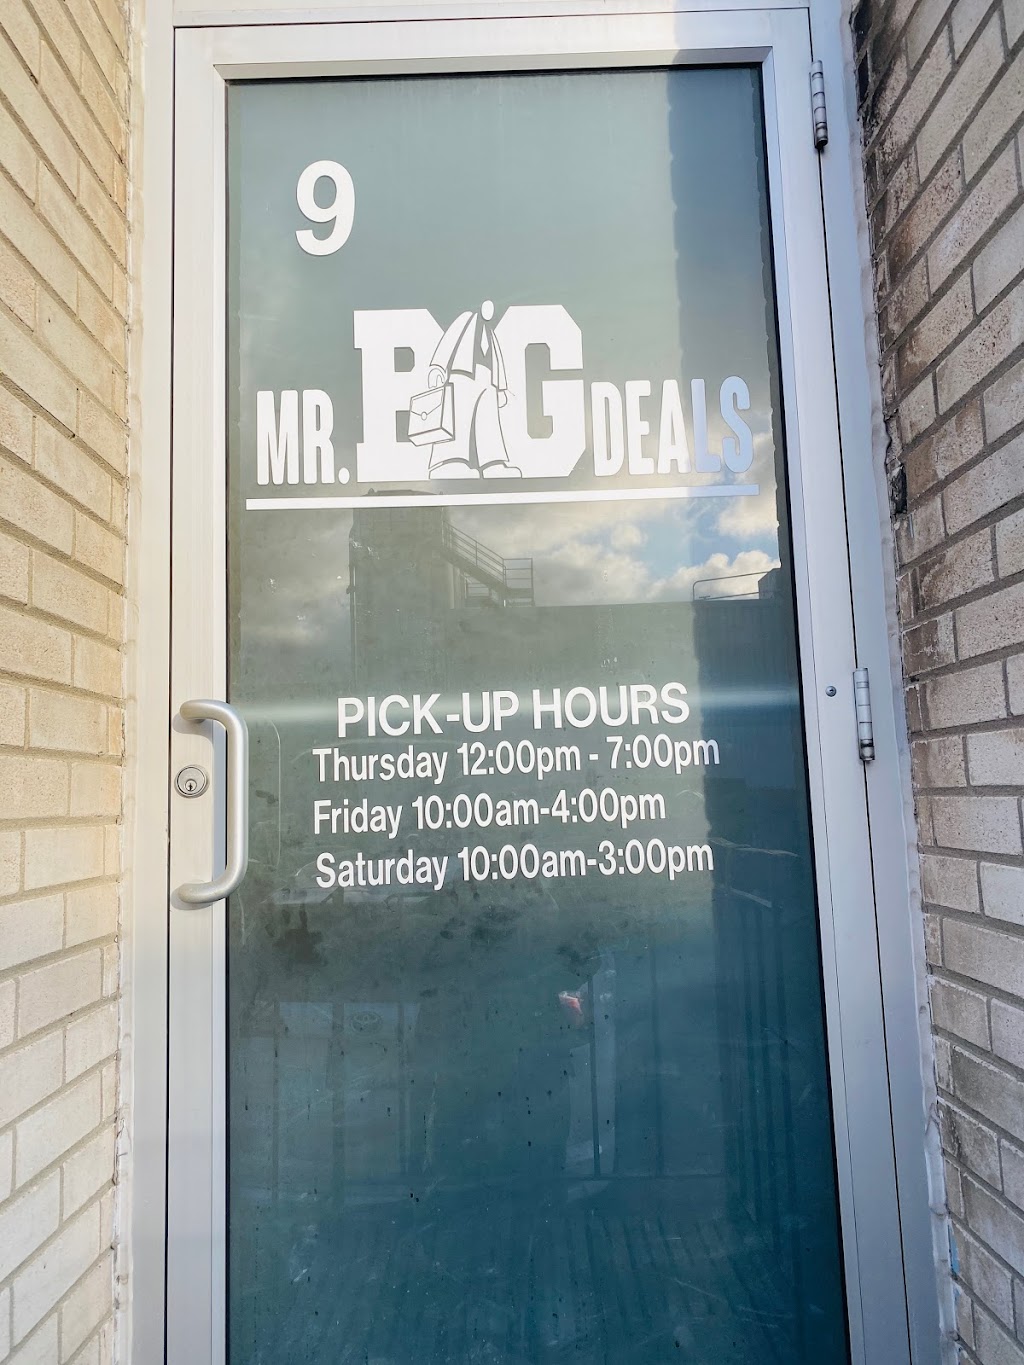 9
MR. BIG DEALS
PICK-UP HOURS
Thursday 12:00pm - 7:00pm
Friday 10:00am-4:00pm
Saturday 10:00am-3:00pm